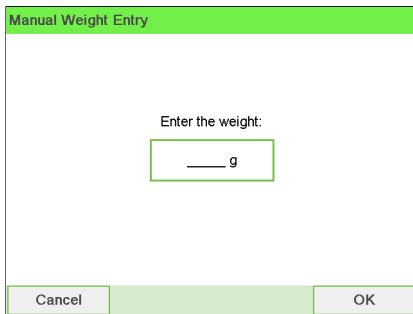 Manual Weight Entry
Enter the weight:
_____ g
Cancel
OK